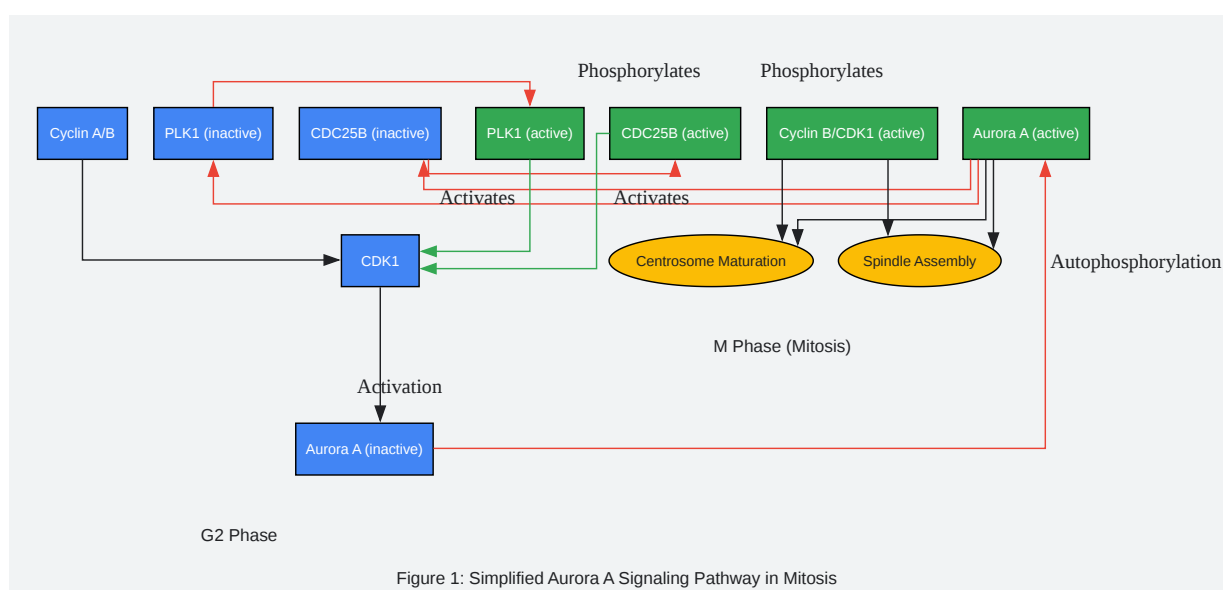 Phosphorylates
Phosphorylates
Cyclin A/B
PLK1 (inactive)
CDC25B (inactive)
PLK1 (active)
CDC25B (active)
Cyclin B/CDK1 (active)
Aurora A (active)
Activates
Activates
CDK1
Centrosome Maturation
Spindle Assembly
Autophosphorylation
M Phase (Mitosis)
Activation
Aurora A (inactive)
G2 Phase
Figure 1: Simplified Aurora A Signaling Pathway in Mitosis